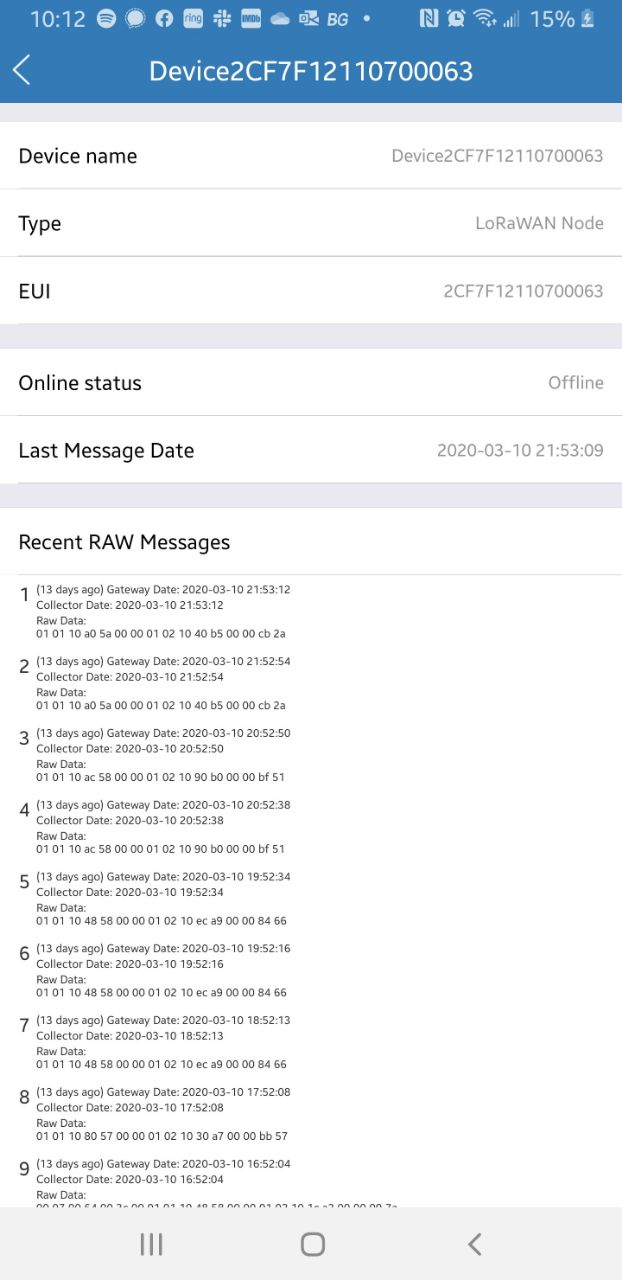 10:12 ring IMDb BG 15%
Device2CF7F12110700063
Device name Device2CF7F12110700063
Type LoRaWAN Node
EUI 2CF7F12110700063
Online status Offline
Last Message Date 2020-03-10 21:53:09
Recent RAW Messages
1 (13 days ago) Gateway Date: 2020-03-10 21:53:12
Collector Date: 2020-03-10 21:53:12
Raw Data:
01 01 10 a0 5a 00 00 01 02 10 40 b5 00 00 cb 2a
2 (13 days ago) Gateway Date: 2020-03-10 21:52:54
Collector Date: 2020-03-10 21:52:54
Raw Data:
01 01 10 a0 5a 00 00 01 02 10 40 b5 00 00 cb 2a
3 (13 days ago) Gateway Date: 2020-03-10 20:52:50
Collector Date: 2020-03-10 20:52:50
Raw Data:
01 01 10 ac 58 00 00 01 02 10 90 b0 00 00 bf 51
4 (13 days ago) Gateway Date: 2020-03-10 20:52:38
Collector Date: 2020-03-10 20:52:38
Raw Data:
01 01 10 ac 58 00 00 01 02 10 90 b0 00 00 bf 51
5 (13 days ago) Gateway Date: 2020-03-10 19:52:34
Collector Date: 2020-03-10 19:52:34
Raw Data:
01 01 10 48 58 00 00 01 02 10 ec a9 00 00 84 66
6 (13 days ago) Gateway Date: 2020-03-10 19:52:16
Collector Date: 2020-03-10 19:52:16
Raw Data:
01 01 10 48 58 00 00 01 02 10 ec a9 00 00 84 66
7 (13 days ago) Gateway Date: 2020-03-10 18:52:13
Collector Date: 2020-03-10 18:52:13
Raw Data:
01 01 10 48 58 00 00 01 02 10 ec a9 00 00 84 66
8 (13 days ago) Gateway Date: 2020-03-10 17:52:08
Collector Date: 2020-03-10 17:52:08
Raw Data:
01 01 10 80 57 00 00 01 02 10 30 a7 00 00 bb 57
9 (13 days ago) Gateway Date: 2020-03-10 16:52:04
Collector Date: 2020-03-10 16:52:04
Raw Data: